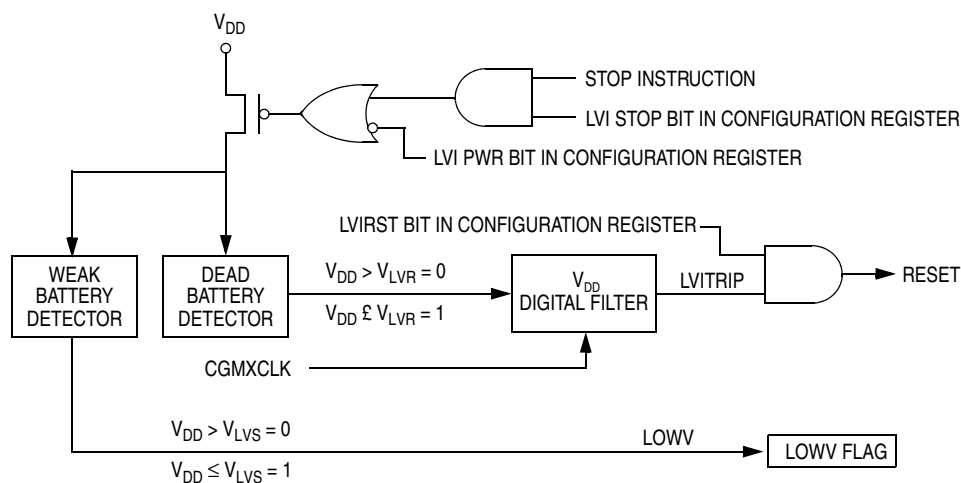 VDD
STOP INSTRUCTION
LVI STOP BIT IN CONFIGURATION REGISTER
LVI PWR BIT IN CONFIGURATION REGISTER
LVIRST BIT IN CONFIGURATION REGISTER
WEAK
BATTERY
DETECTOR
DEAD
BATTERY
DETECTOR
VDD > VLVR = 0
VDD £ VLVR = 1
VDD
DIGITAL FILTER
LVITRIP
RESET
CGMXCLK
VDD > VLVS = 0
VDD ≤ VLVS = 1
LOWV
LOWV FLAG